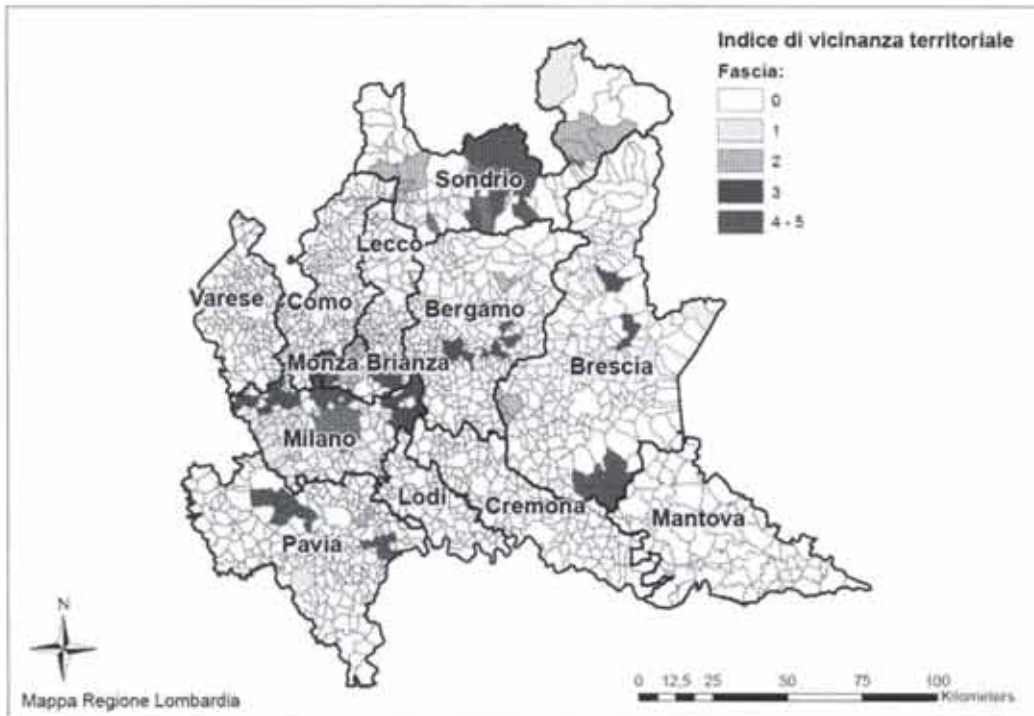 Indice di vicinanza territoriale
Fascia:
0
1
2
3
4 - 5
Sondrio
Lecco
Varese
Como
Bergamo
Monza Brianza
Brescia
Milano
Lodi
Cremona
Mantova
Pavia
N
Mappa Regione Lombardia
0 12,5 25 50 75 100
Kilometers